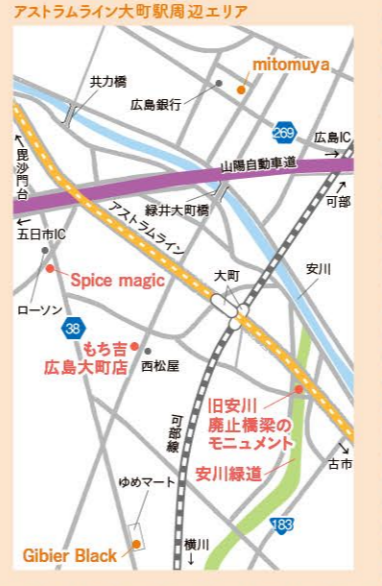 アストラムライン大町駅周辺エリア
mitomuya
共力橋
広島銀行
269
広島IC
毘沙門台
山陽自動車道
可部
緑井大町橋
アストラムライン
五日市IC
Spice magic
大町
安川
ローソン
38
もち吉
広島大町店
西松屋
旧安川
廃止橋梁の
モニュメント
可部線
古市
安川緑道
ゆめマート
183
Gibier Black
横川